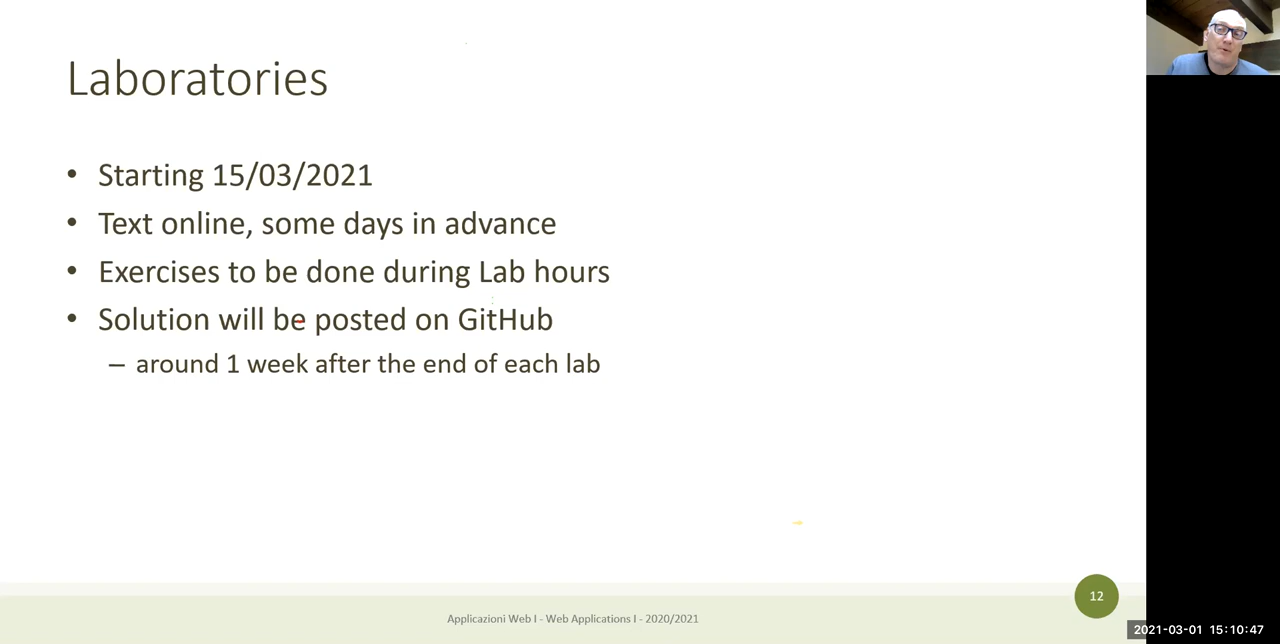 Laboratories
• Starting 15/03/2021
• Text online, some days in advance
• Exercises to be done during Lab hours
• Solution will be posted on GitHub
– around 1 week after the end of each lab
12
Applicazioni Web I - Web Applications I - 2020/2021
2021-03-01 15:10:47